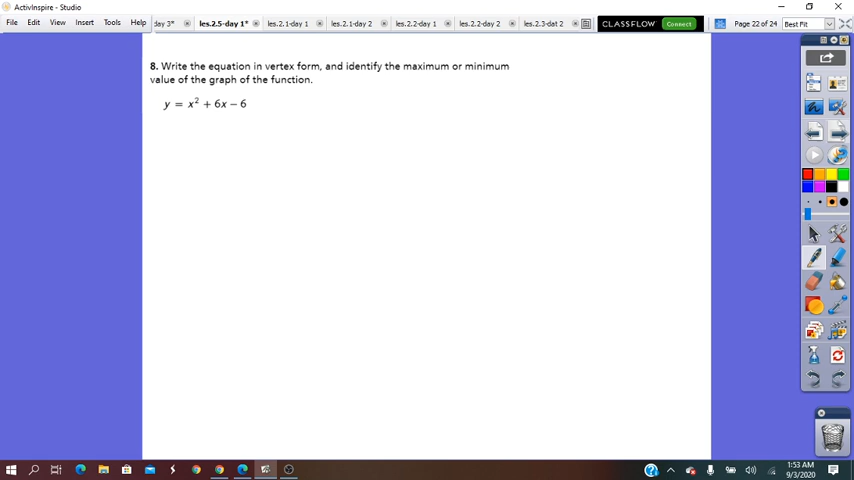 ActivInspire - Studio
File Edit View Insert Tools Help
day 3* les.2.5-day 1* les.2.1-day 1 les.2.1-day 2 les.2.2-day 1 les.2.2-day 2 les.2.3-dat 2
CLASSFLOW Connect
Page 22 of 24 Best Fit
8. Write the equation in vertex form, and identify the maximum or minimum
value of the graph of the function.
y = x² + 6x − 6
1:53 AM
9/3/2020